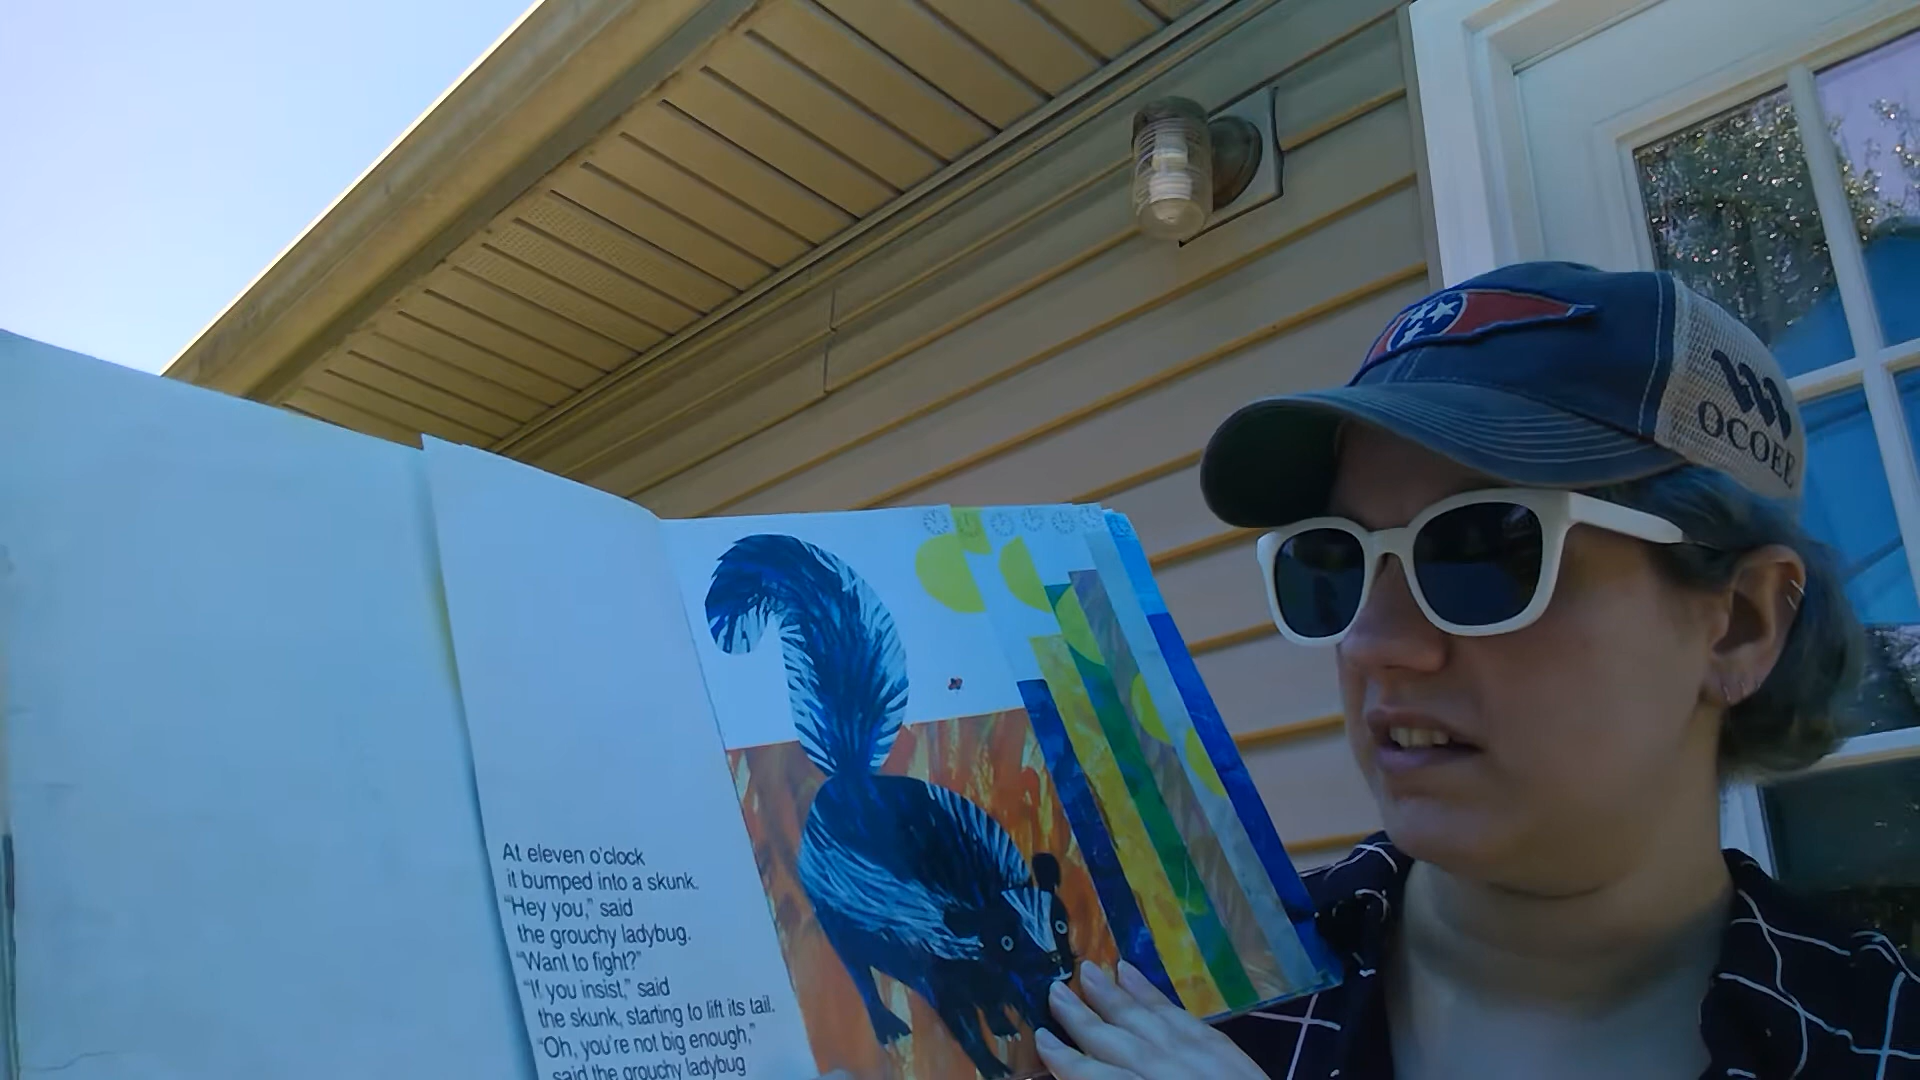 OCOEE
At eleven o'clock
it bumped into a skunk.
"Hey you," said
the grouchy ladybug.
"Want to fight?"
"If you insist," said
the skunk, starting to lift its tail.
"Oh, you're not big enough,"
said the grouchy ladybug